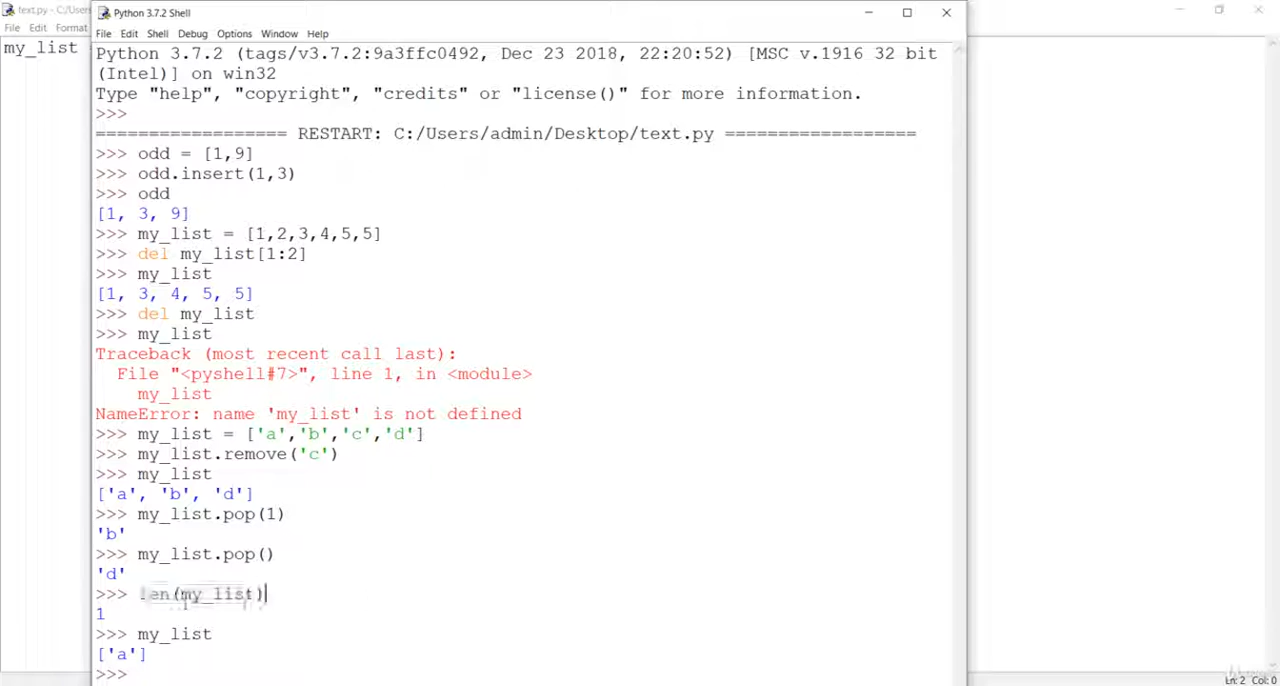 text.py - C:/Users
Python 3.7.2 Shell
File Edit Format
File Edit Shell Debug Options Window Help
my_list
Python 3.7.2 (tags/v3.7.2:9a3ffc0492, Dec 23 2018, 22:20:52) [MSC v.1916 32 bit
(Intel)] on win32
Type "help", "copyright", "credits" or "license()" for more information.
>>>
================== RESTART: C:/Users/admin/Desktop/text.py ==================
>>> odd = [1,9]
>>> odd.insert(1,3)
>>> odd
[1, 3, 9]
>>> my_list = [1,2,3,4,5,5]
>>> del my_list[1:2]
>>> my_list
[1, 3, 4, 5, 5]
>>> del my_list
>>> my_list
Traceback (most recent call last):
  File "<pyshell#7>", line 1, in <module>
    my_list
NameError: name 'my_list' is not defined
>>> my_list = ['a','b','c','d']
>>> my_list.remove('c')
>>> my_list
['a', 'b', 'd']
>>> my_list.pop(1)
'b'
>>> my_list.pop()
'd'
>>> len(my_list)
1
>>> my_list
['a']
>>>
Ln: 2 Col: 0